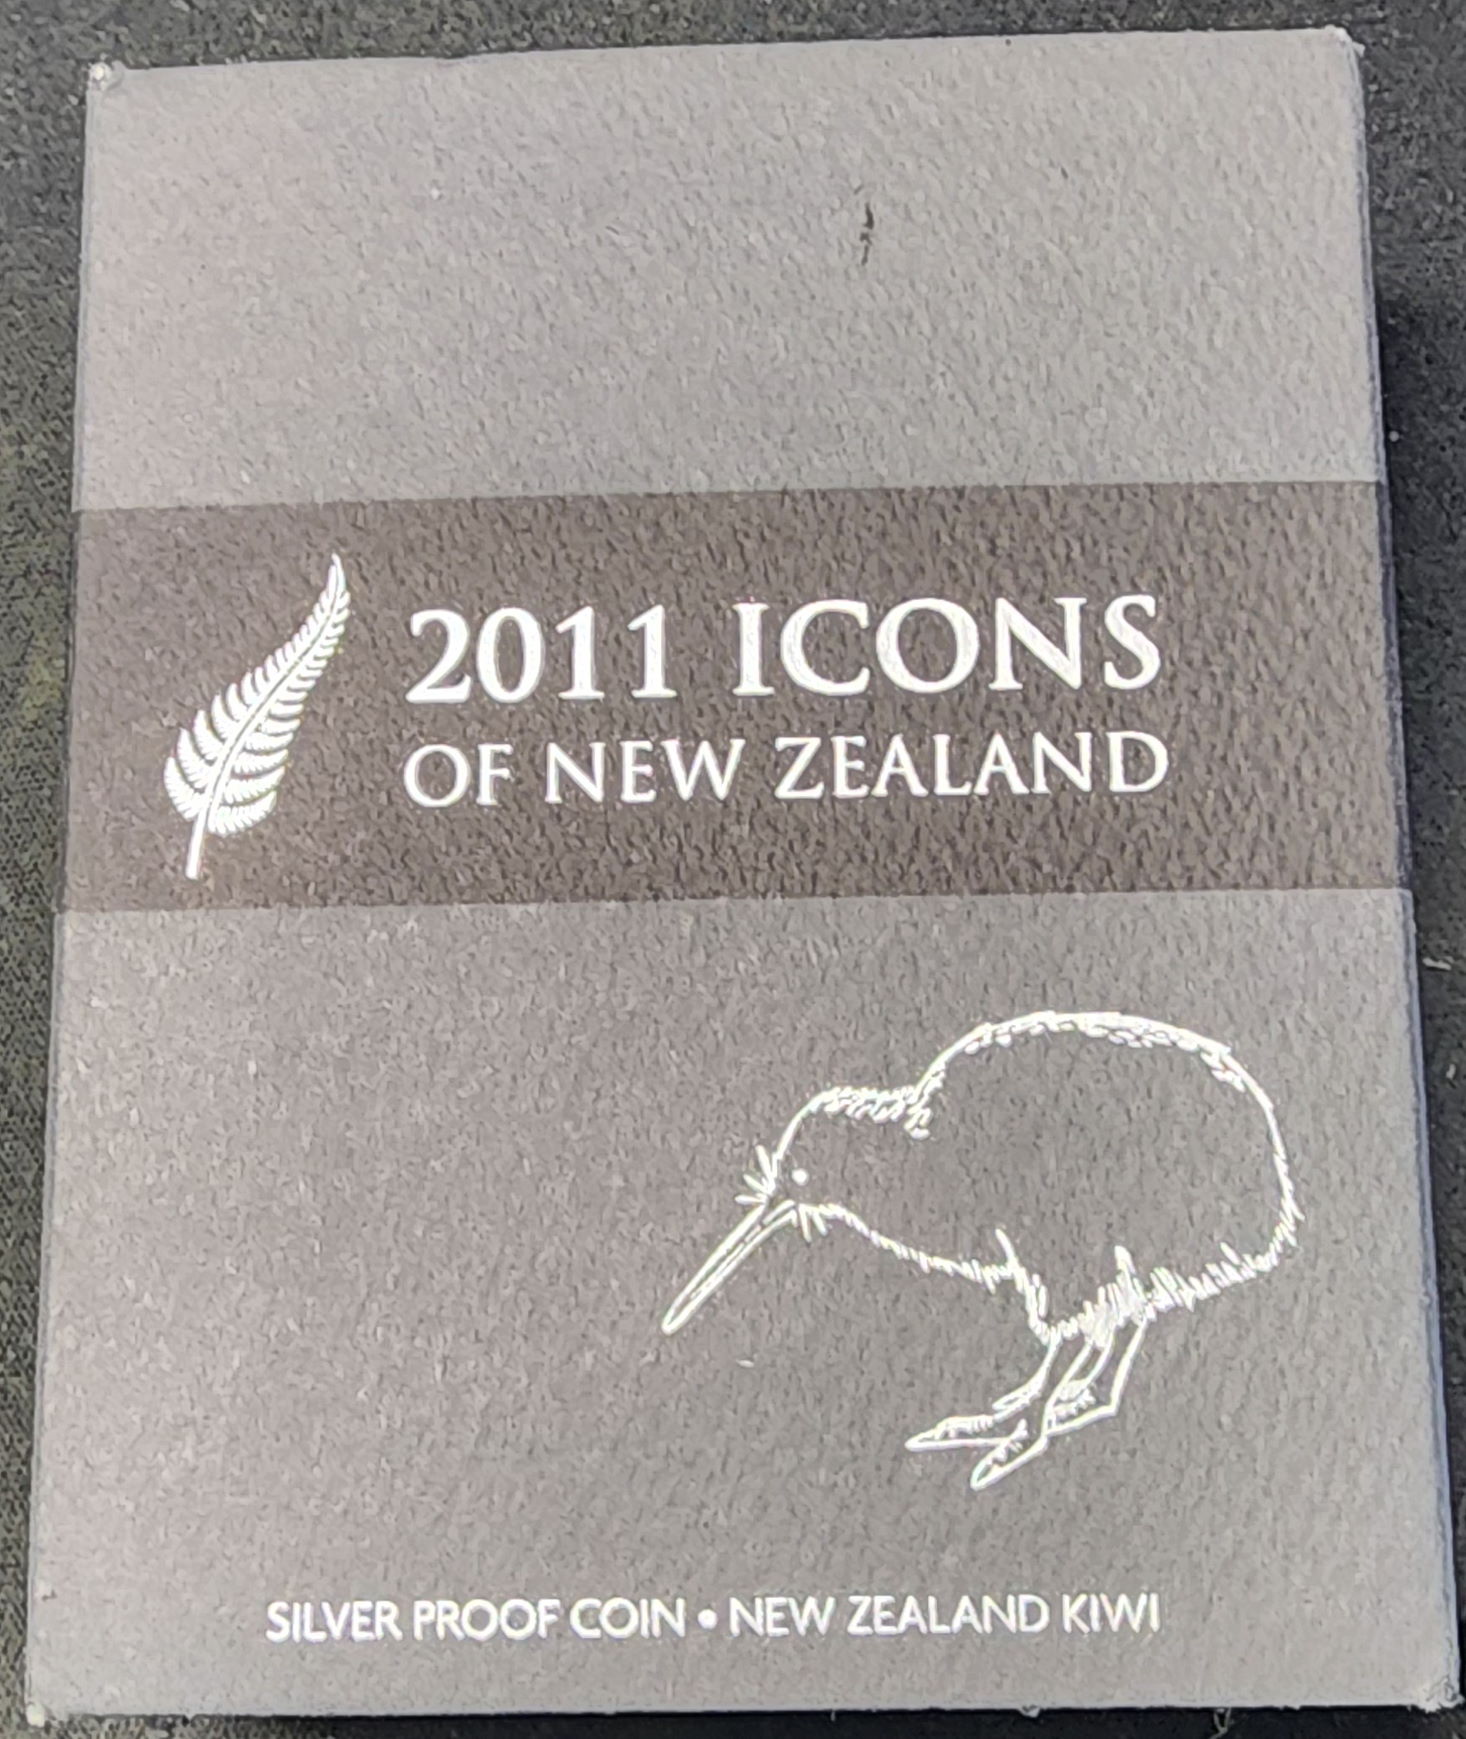 2011 ICONS
OF NEW ZEALAND
SILVER PROOF COIN • NEW ZEALAND KIWI